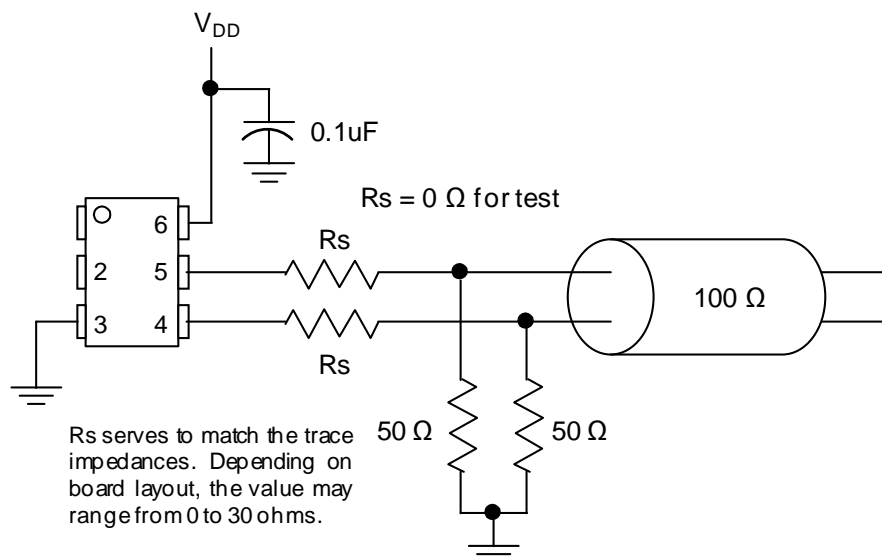 VDD
0.1uF
Rs = 0 Ω for test
6
Rs
2 5
100 Ω
3 4
Rs
50 Ω 50 Ω
Rs serves to match the trace
impedances. Depending on
board layout, the value may
range from 0 to 30 ohms.